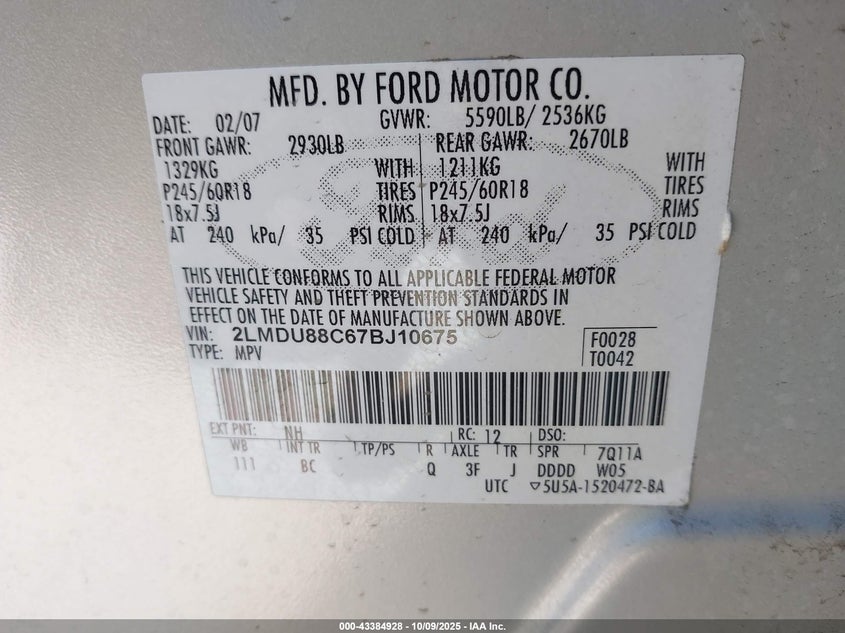 MFD. BY FORD MOTOR CO.
DATE: 02/07 GVWR: 5590LB/ 2536KG
FRONT GAWR: 2930LB REAR GAWR: 2670LB
1329KG WITH 1211KG WITH
P245/60R18 TIRES P245/60R18 TIRES
18x7.5J RIMS 18x7.5J RIMS
AT 240 kPa/ 35 PSI COLD AT 240 kPa/ 35 PSI COLD
THIS VEHICLE CONFORMS TO ALL APPLICABLE FEDERAL MOTOR
VEHICLE SAFETY AND THEFT PREVENTION STANDARDS IN
EFFECT ON THE DATE OF MANUFACTURE SHOWN ABOVE.
VIN: 2LMDU88C67BJ10675 F0028
TYPE: MPV T0042
EXT PNT: NH RC: 12 DSO:
WB INT TR TP/PS R AXLE TR SPR 7Q11A
111 BC Q 3F J DDDD W05
UTC ▽5U5A-1520472-BA
000-43384928 - 10/09/2025 - IAA Inc.